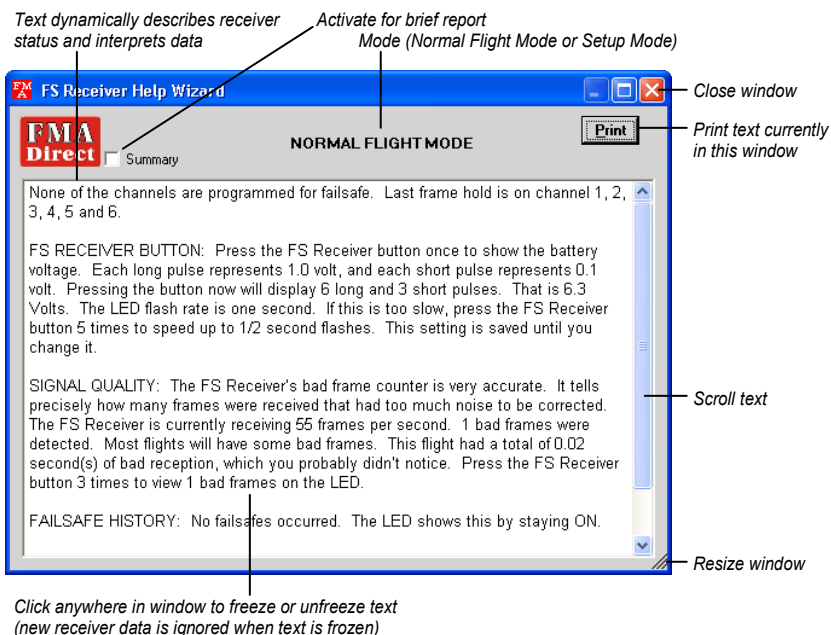 Text dynamically describes receiver
status and interprets data
Activate for brief report
Mode (Normal Flight Mode or Setup Mode)
FMA FS Receiver Help Wizard
Close window
FMA
Direct
Summary
NORMAL FLIGHT MODE
Print
Print text currently
in this window
None of the channels are programmed for failsafe.  Last frame hold is on channel 1, 2,
3, 4, 5 and 6.
FS RECEIVER BUTTON:  Press the FS Receiver button once to show the battery
voltage.  Each long pulse represents 1.0 volt, and each short pulse represents 0.1
volt.  Pressing the button now will display 6 long and 3 short pulses.  That is 6.3
Volts.  The LED flash rate is one second.  If this is too slow, press the FS Receiver
button 5 times to speed up to 1/2 second flashes.  This setting is saved until you
change it.
SIGNAL QUALITY:  The FS Receiver's bad frame counter is very accurate.  It tells
precisely how many frames were received that had too much noise to be corrected.
The FS Receiver is currently receiving 55 frames per second.  1 bad frames were
detected.  Most flights will have some bad frames.  This flight had a total of 0.02
second(s) of bad reception, which you probably didn't notice.  Press the FS Receiver
button 3 times to view 1 bad frames on the LED.
FAILSAFE HISTORY:  No failsafes occurred.  The LED shows this by staying ON.
Scroll text
Resize window
Click anywhere in window to freeze or unfreeze text
(new receiver data is ignored when text is frozen)